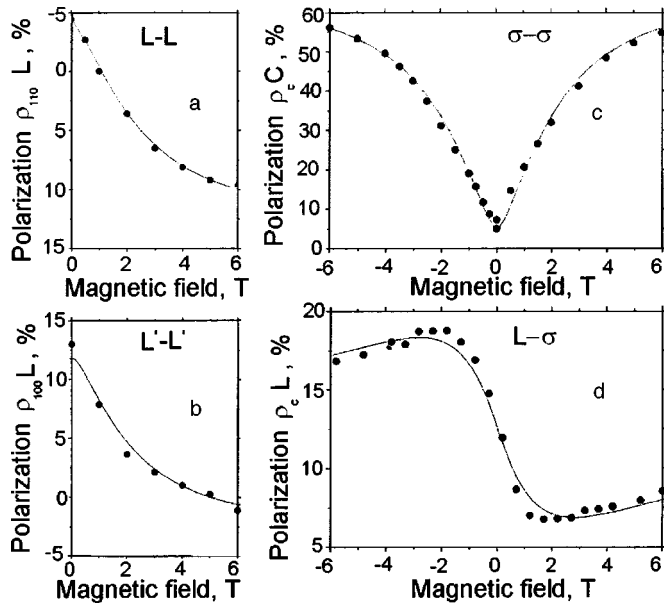 -5
0
5
10
15
0
2
4
6
Polarization ρ₁₁₀ L , %
L-L
a
Magnetic field, T
60
50
40
30
20
10
0
-6
-4
-2
0
2
4
6
Polarization ρ_c C , %
σ-σ
c
Magnetic field, T
15
10
5
0
-5
0
2
4
6
Polarization ρ₁₀₀ L , %
L'-L'
b
Magnetic field, T
20
15
10
5
-6
-4
-2
0
2
4
6
Polarization ρ_c L , %
L-σ
d
Magnetic field, T